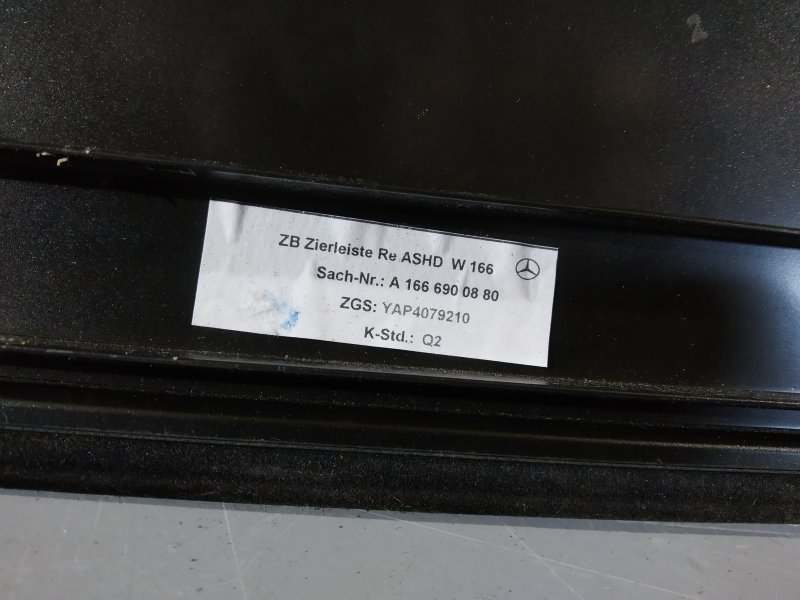 ZB Zierleiste Re ASHD W 166
Sach-Nr.: A 166 690 08 80
ZGS: YAP4079210
K-Std.: Q2